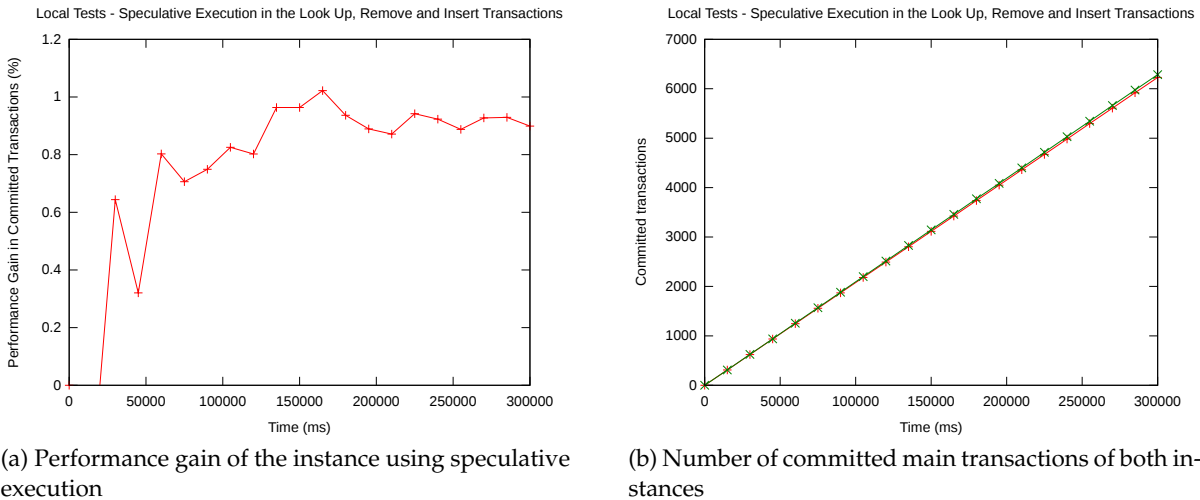 Local Tests - Speculative Execution in the Look Up, Remove and Insert Transactions
Performance Gain in Committed Transactions (%)
1.2
1
0.8
0.6
0.4
0.2
0
0 50000 100000 150000 200000 250000 300000
Time (ms)
(a) Performance gain of the instance using speculative
execution
Local Tests - Speculative Execution in the Look Up, Remove and Insert Transactions
Committed transactions
7000
6000
5000
4000
3000
2000
1000
0
0 50000 100000 150000 200000 250000 300000
Time (ms)
(b) Number of committed main transactions of both in-
stances